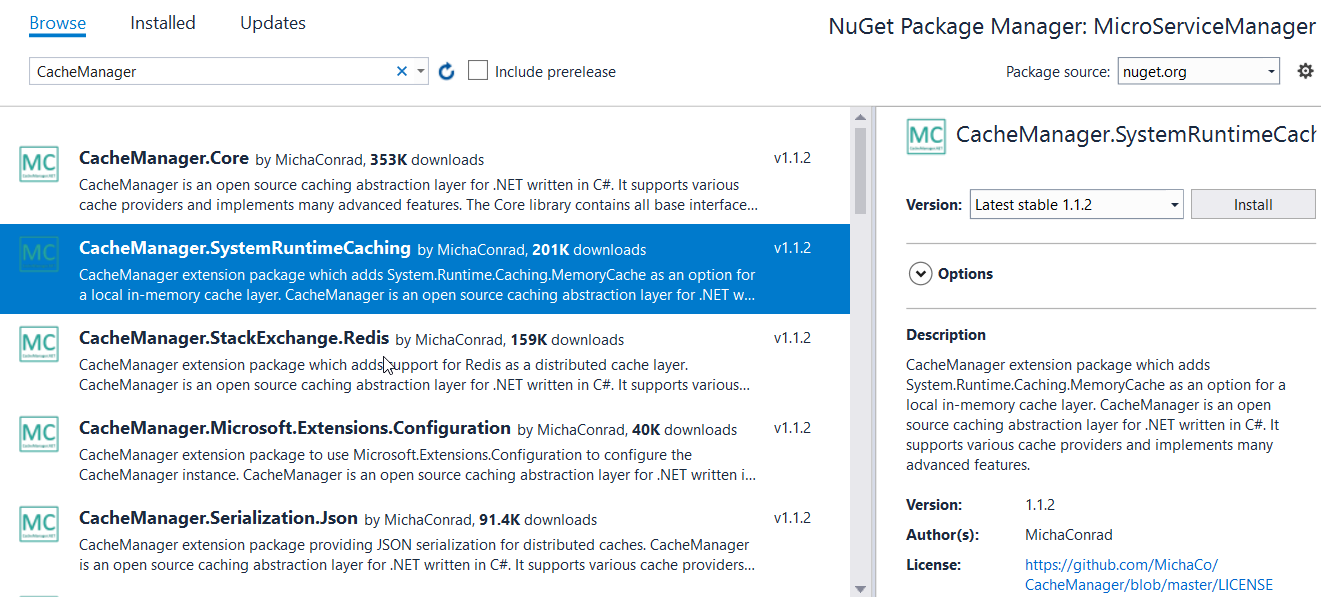 Browse Installed Updates NuGet Package Manager: MicroServiceManager
CacheManager Include prerelease Package source: nuget.org
MC CacheManager.Core by MichaConrad, 353K downloads v1.1.2
CacheManager is an open source caching abstraction layer for .NET written in C#. It supports various
cache providers and implements many advanced features. The Core library contains all base interface...
MC CacheManager.SystemRuntimeCaching by MichaConrad, 201K downloads v1.1.2
CacheManager extension package which adds System.Runtime.Caching.MemoryCache as an option for
a local in-memory cache layer. CacheManager is an open source caching abstraction layer for .NET w...
MC CacheManager.StackExchange.Redis by MichaConrad, 159K downloads v1.1.2
CacheManager extension package which adds support for Redis as a distributed cache layer.
CacheManager is an open source caching abstraction layer for .NET written in C#. It supports various...
MC CacheManager.Microsoft.Extensions.Configuration by MichaConrad, 40K downloads v1.1.2
CacheManager extension package to use Microsoft.Extensions.Configuration to configure the
CacheManager instance. CacheManager is an open source caching abstraction layer for .NET written i...
MC CacheManager.Serialization.Json by MichaConrad, 91.4K downloads v1.1.2
CacheManager extension package providing JSON serialization for distributed caches. CacheManager
is an open source caching abstraction layer for .NET written in C#. It supports various cache providers...
MC CacheManager.SystemRuntimeCach
Version: Latest stable 1.1.2 Install
Options
Description
CacheManager extension package which adds
System.Runtime.Caching.MemoryCache as an option for a
local in-memory cache layer. CacheManager is an open
source caching abstraction layer for .NET written in C#. It
supports various cache providers and implements many
advanced features.
Version: 1.1.2
Author(s): MichaConrad
License: https://github.com/MichaCo/
CacheManager/blob/master/LICENSE